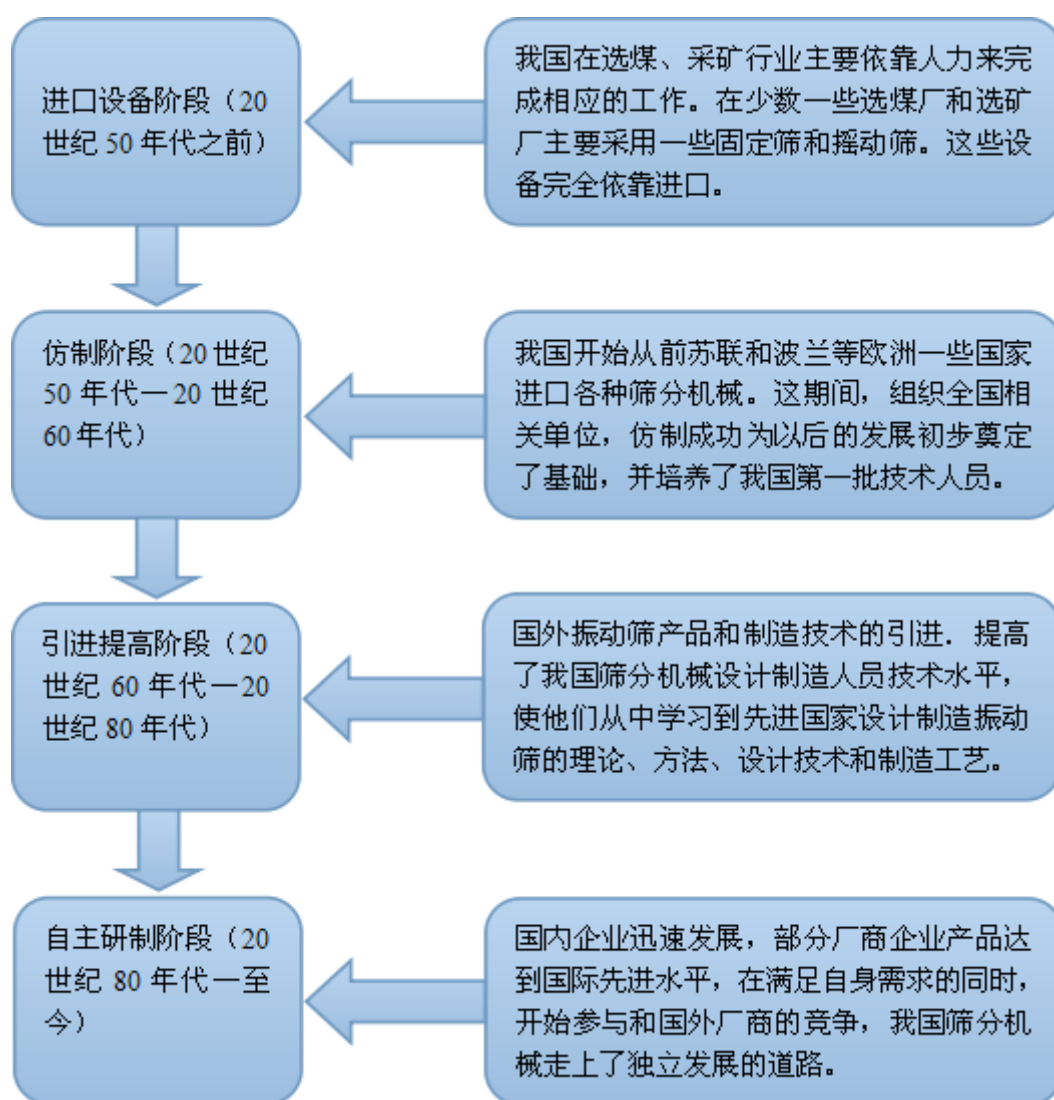 进口设备阶段（20
世纪 50 年代之前）
我国在选煤、采矿行业主要依靠人力来完
成相应的工作。在少数一些选煤厂和选矿
厂主要采用一些固定筛和摇动筛。这些设
备完全依靠进口。
仿制阶段（20 世纪
50 年代—20 世纪
60 年代）
我国开始从前苏联和波兰等欧洲一些国家
进口各种筛分机械。这期间，组织全国相
关单位，仿制成功为以后的发展初步奠定
了基础，并培养了我国第一批技术人员。
引进提高阶段（20
世纪 60 年代—20
世纪 80 年代）
国外振动筛产品和制造技术的引进．提高
了我国筛分机械设计制造人员技术水平，
使他们从中学习到先进国家设计制造振动
筛的理论、方法、设计技术和制造工艺。
自主研制阶段（20
世纪 80 年代—至
今）
国内企业迅速发展，部分厂商企业产品达
到国际先进水平，在满足自身需求的同时，
开始参与和国外厂商的竞争，我国筛分机
械走上了独立发展的道路。